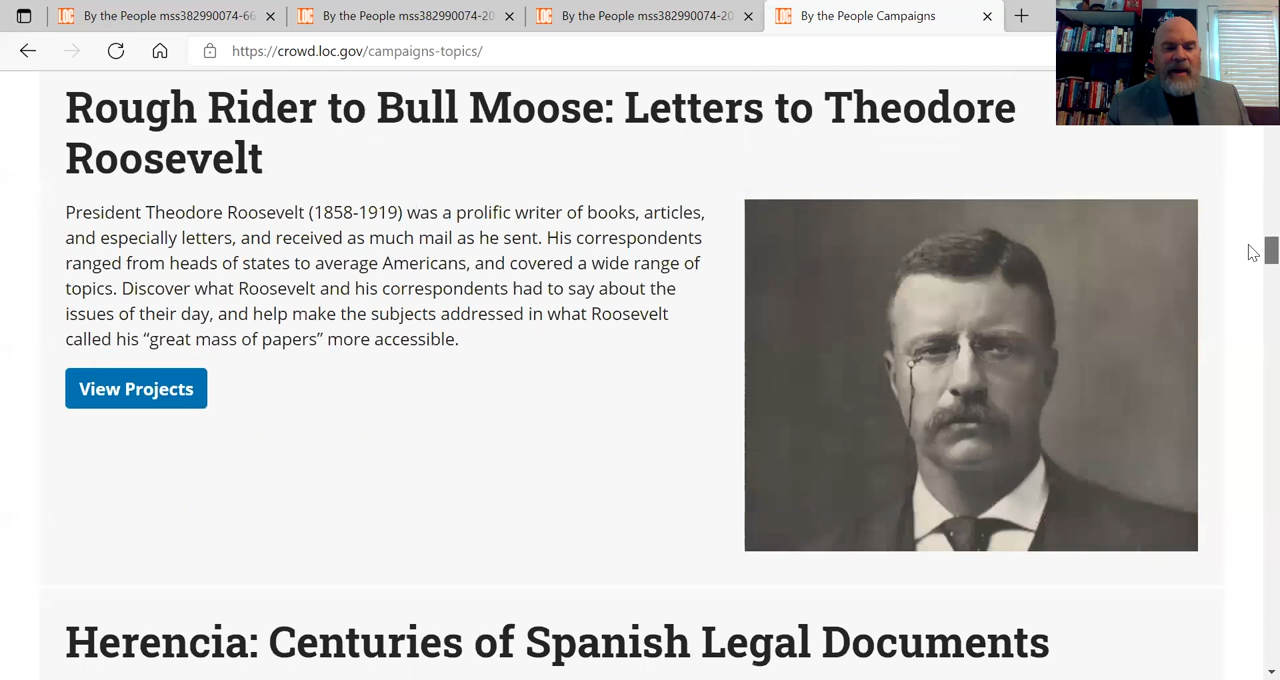 By the People mss382990074-66
By the People mss382990074-20
By the People mss382990074-20
By the People Campaigns
https://crowd.loc.gov/campaigns-topics/
Rough Rider to Bull Moose: Letters to Theodore
Roosevelt
President Theodore Roosevelt (1858-1919) was a prolific writer of books, articles,
and especially letters, and received as much mail as he sent. His correspondents
ranged from heads of states to average Americans, and covered a wide range of
topics. Discover what Roosevelt and his correspondents had to say about the
issues of their day, and help make the subjects addressed in what Roosevelt
called his “great mass of papers” more accessible.
View Projects
Herencia: Centuries of Spanish Legal Documents